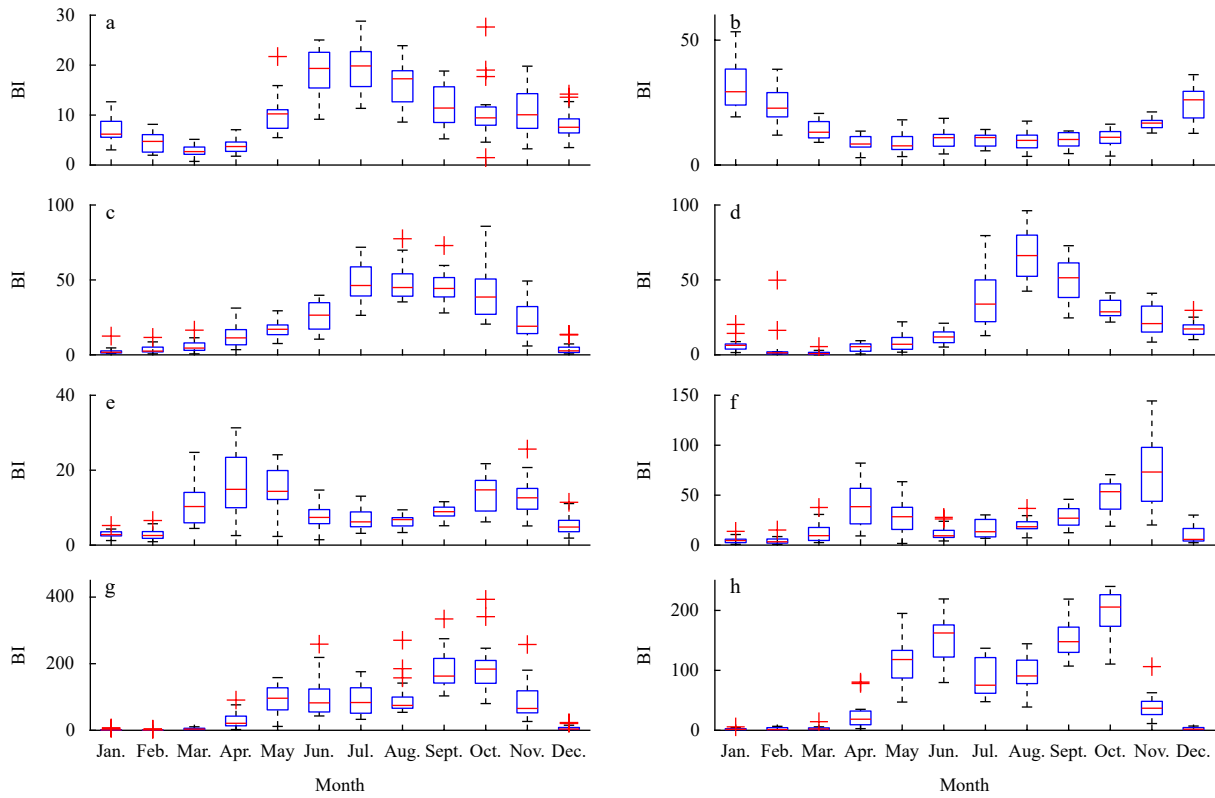 a
30
20
10
0
BI
b
50
0
BI
c
100
50
0
BI
d
100
50
0
BI
e
40
20
0
BI
f
150
100
50
0
BI
g
400
200
0
BI
Jan. Feb. Mar. Apr. May Jun. Jul. Aug. Sept. Oct. Nov. Dec.
Month
h
200
100
0
BI
Jan. Feb. Mar. Apr. May Jun. Jul. Aug. Sept. Oct. Nov. Dec.
Month